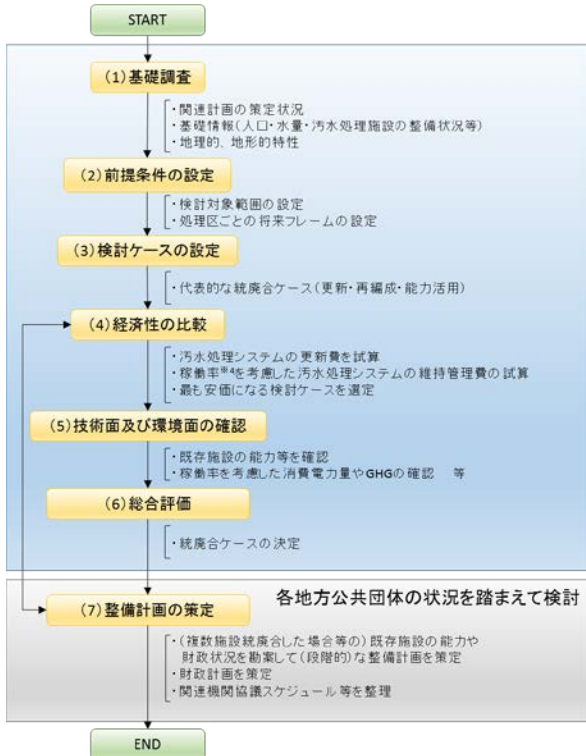 START
(1)基礎調査
・関連計画の策定状況
・基礎情報(人口・水量・汚水処理施設の整備状況等)
・地理的、地形的特性
(2)前提条件の設定
・検討対象範囲の設定
・処理区ごとの将来フレームの設定
(3)検討ケースの設定
・代表的な統廃合ケース(更新・再編成・能力活用)
(4)経済性の比較
・汚水処理システムの更新費を試算
・稼働率※4を考慮した汚水処理システムの維持管理費の試算
・最も安価になる検討ケースを選定
(5)技術面及び環境面の確認
・既存施設の能力等を確認
・稼働率を考慮した消費電力量やGHGの確認 等
(6)総合評価
・統廃合ケースの決定
各地方公共団体の状況を踏まえて検討
(7)整備計画の策定
・(複数施設統廃合した場合等の)既存施設の能力や
財政状況を勘案して(段階的)な整備計画を策定
・財政計画を策定
・関連機関協議スケジュール等を整理
END